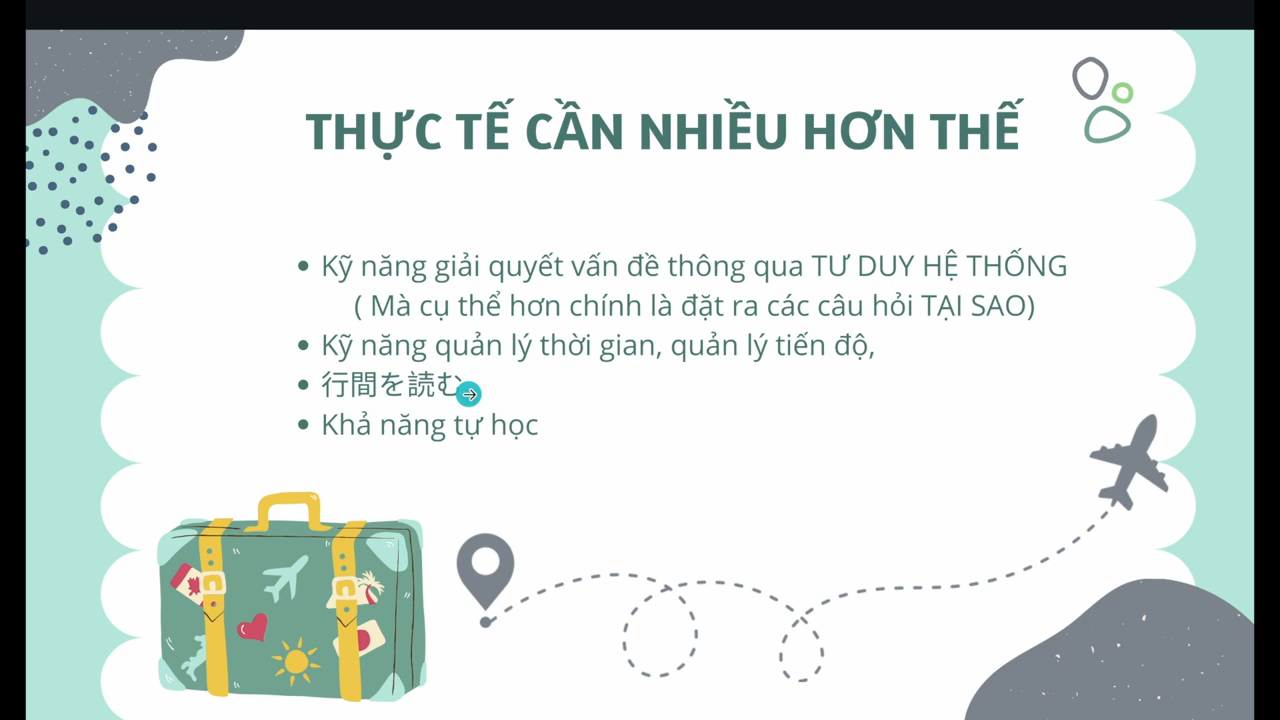 THỰC TẾ CẦN NHIỀU HƠN THẾ
Kỹ năng giải quyết vấn đề thông qua TƯ DUY HỆ THỐNG
( Mà cụ thể hơn chính là đặt ra các câu hỏi TẠI SAO)
Kỹ năng quản lý thời gian, quản lý tiến độ,
行間を読む
Khả năng tự học